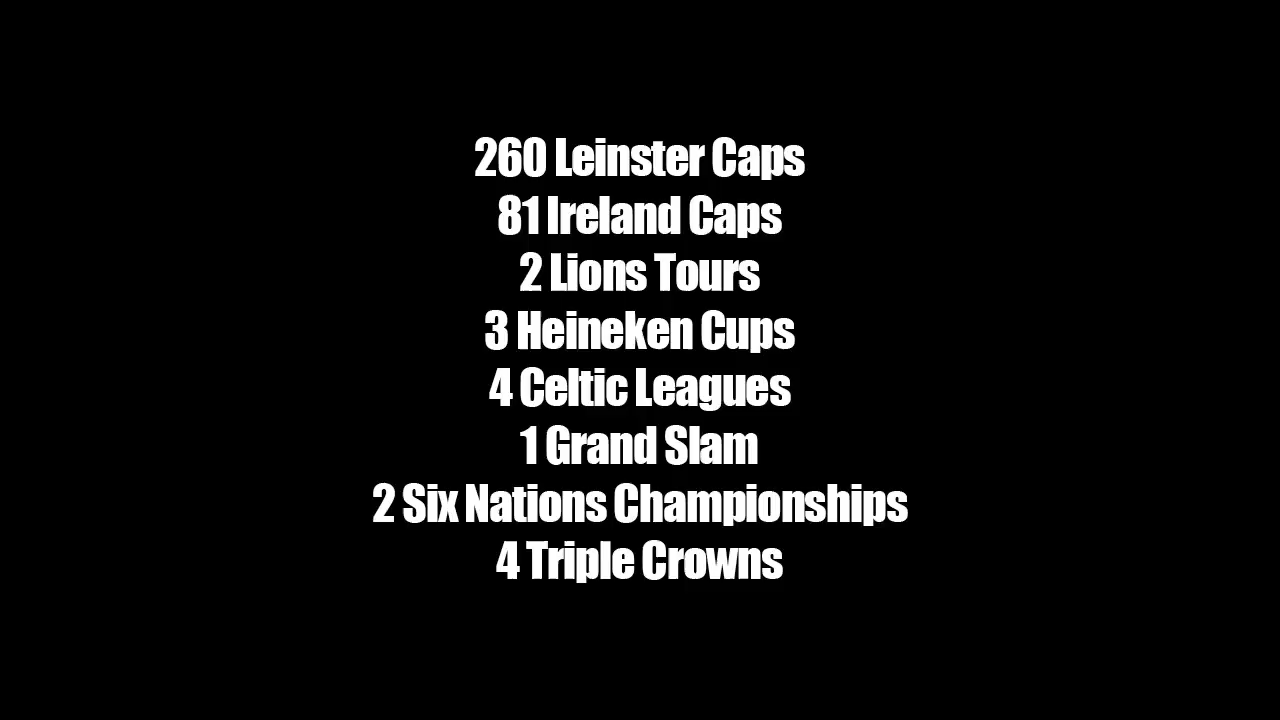 260 Leinster Caps
81 Ireland Caps
2 Lions Tours
3 Heineken Cups
4 Celtic Leagues
1 Grand Slam
2 Six Nations Championships
4 Triple Crowns